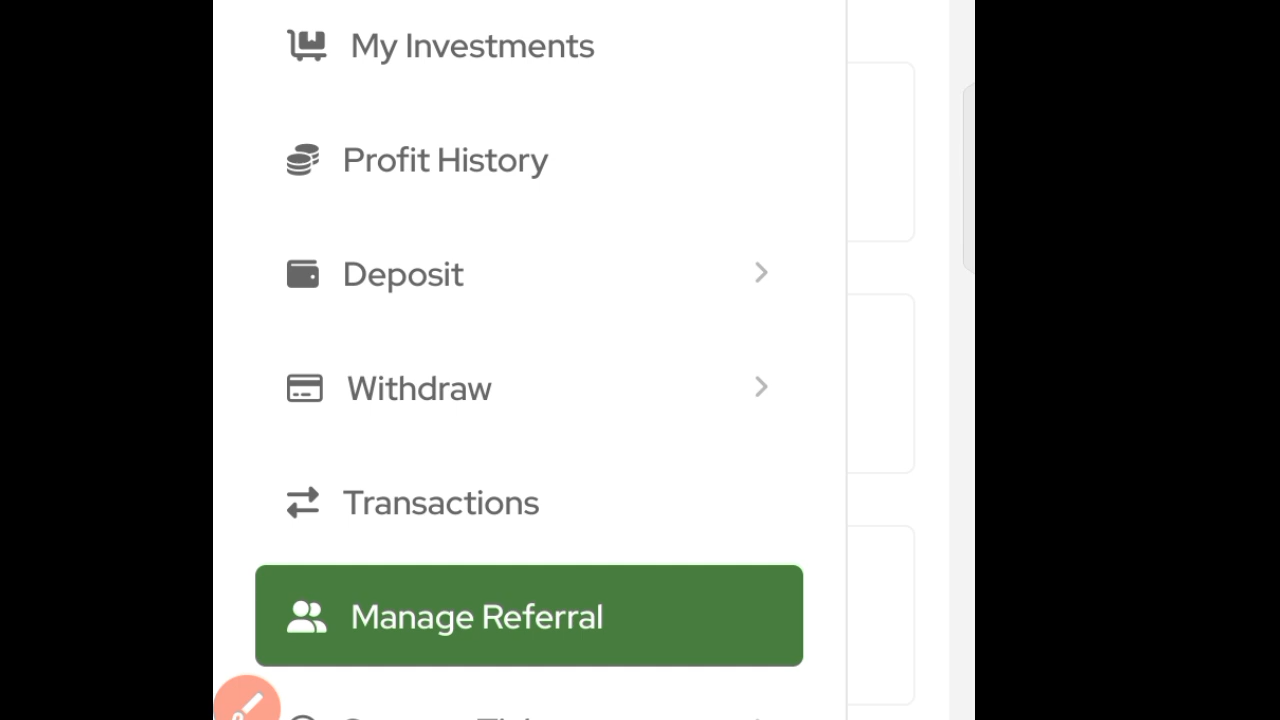 My Investments
Profit History
Deposit
Withdraw
Transactions
Manage Referral